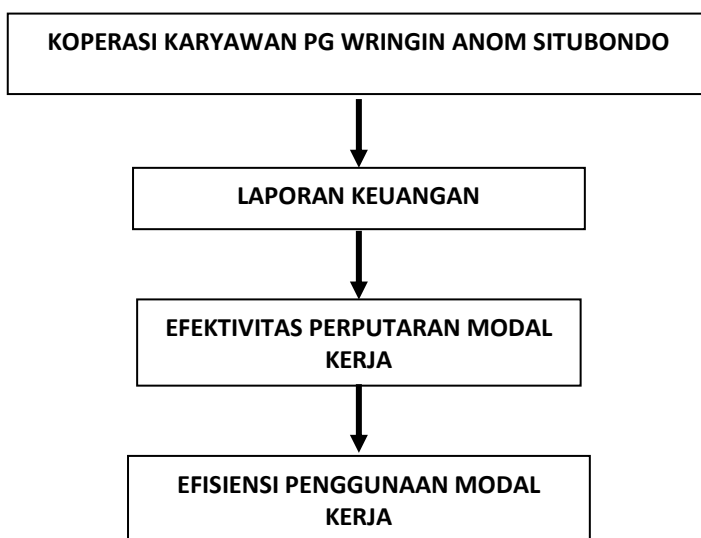 KOPERASI KARYAWAN PG WRINGIN ANOM SITUBONDO
LAPORAN KEUANGAN
EFEKTIVITAS PERPUTARAN MODAL
KERJA
EFISIENSI PENGGUNAAN MODAL
KERJA